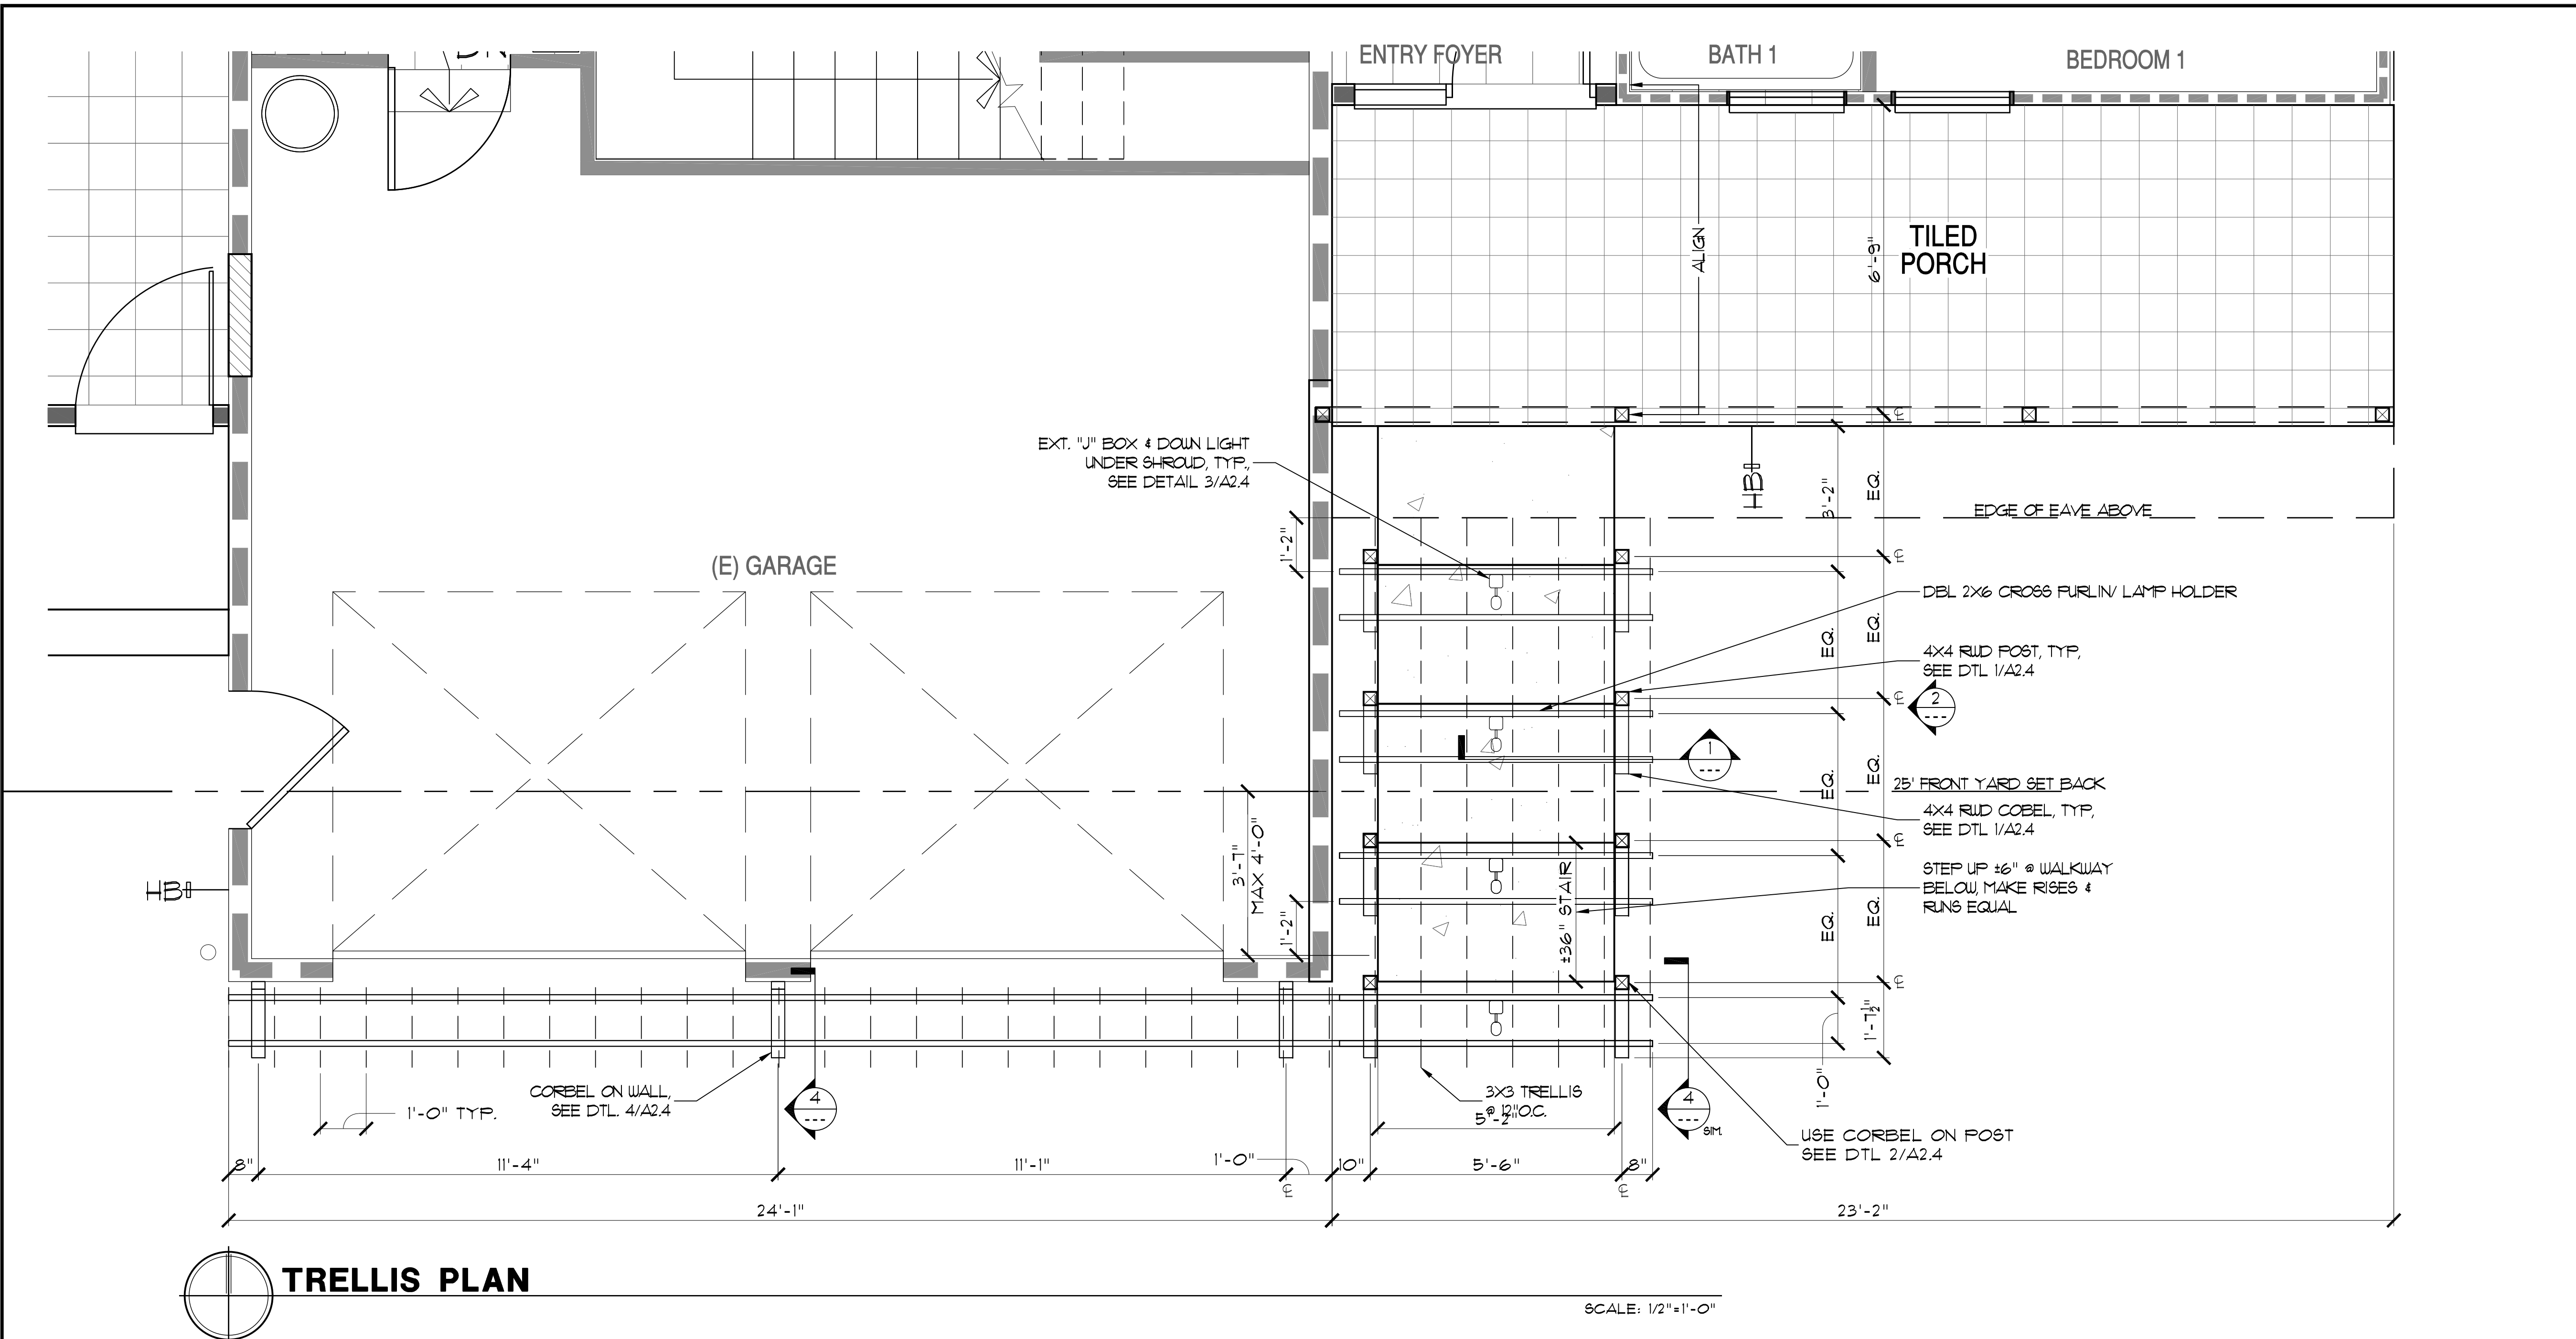 DN
ENTRY FOYER
BATH 1
BEDROOM 1
ALIGN
6'-9"
TILED
PORCH
EXT. "J" BOX & DOWN LIGHT
UNDER SHROUD, TYP.,
SEE DETAIL 3/A2.4
HB
3'-2"
EQ.
EDGE OF EAVE ABOVE
1'-2"
(E) GARAGE
DBL 2X6 CROSS PURLIN/ LAMP HOLDER
EQ.
EQ.
4X4 RWD POST, TYP,
SEE DTL 1/A2.4
2
---
1
---
EQ.
EQ.
25' FRONT YARD SET BACK
4X4 RWD COBEL, TYP,
SEE DTL 1/A2.4
3'-7"
MAX 4'-0"
±36" STAIR
STEP UP ±6" @ WALKWAY
BELOW, MAKE RISES &
RUNS EQUAL
HB
1'-2"
EQ.
EQ.
1'-7½"
1'-0"
CORBEL ON WALL,
SEE DTL. 4/A2.4
1'-0" TYP.
4
---
3X3 TRELLIS
@ 12"O.C.
5'-2"
4
---
SIM.
USE CORBEL ON POST
SEE DTL 2/A2.4
8"
11'-4"
11'-1"
1'-0"
10"
5'-6"
8"
24'-1"
23'-2"
TRELLIS PLAN
SCALE: 1/2"=1'-0"